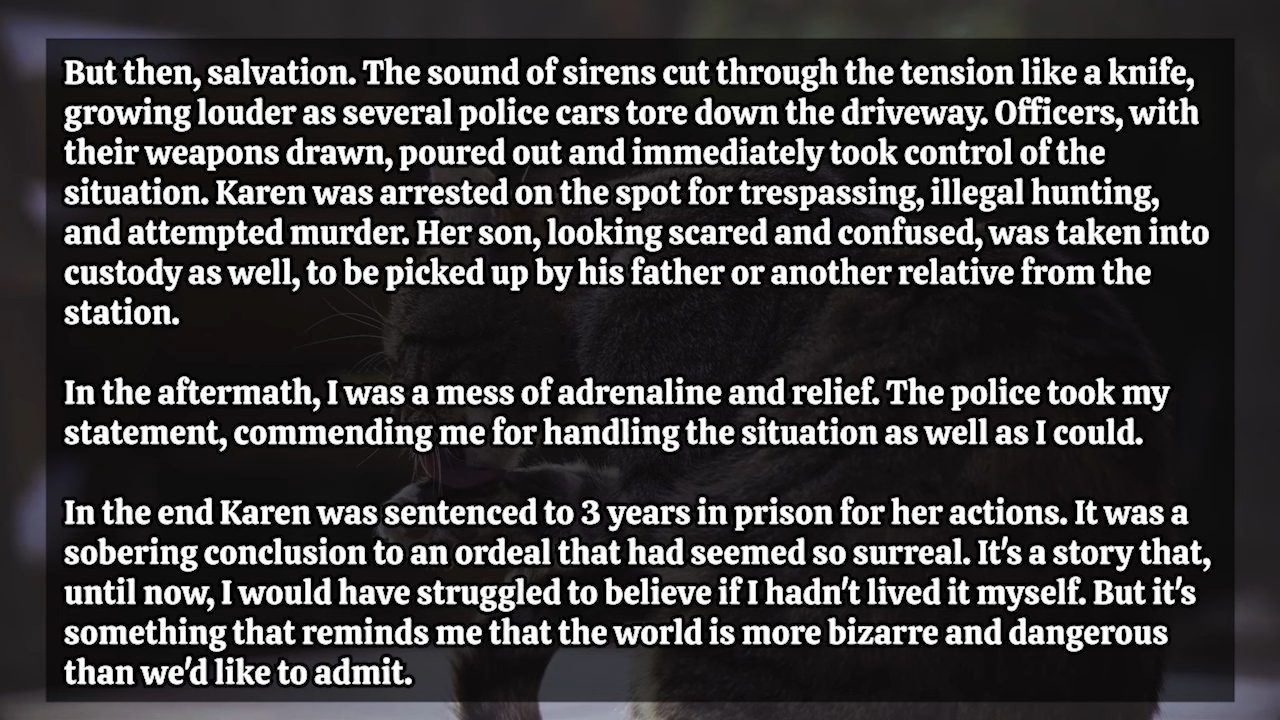 But then, salvation. The sound of sirens cut through the tension like a knife,
growing louder as several police cars tore down the driveway. Officers, with
their weapons drawn, poured out and immediately took control of the
situation. Karen was arrested on the spot for trespassing, illegal hunting,
and attempted murder. Her son, looking scared and confused, was taken into
custody as well, to be picked up by his father or another relative from the
station.
In the aftermath, I was a mess of adrenaline and relief. The police took my
statement, commending me for handling the situation as well as I could.
In the end Karen was sentenced to 3 years in prison for her actions. It was a
sobering conclusion to an ordeal that had seemed so surreal. It's a story that,
until now, I would have struggled to believe if I hadn't lived it myself. But it's
something that reminds me that the world is more bizarre and dangerous
than we'd like to admit.